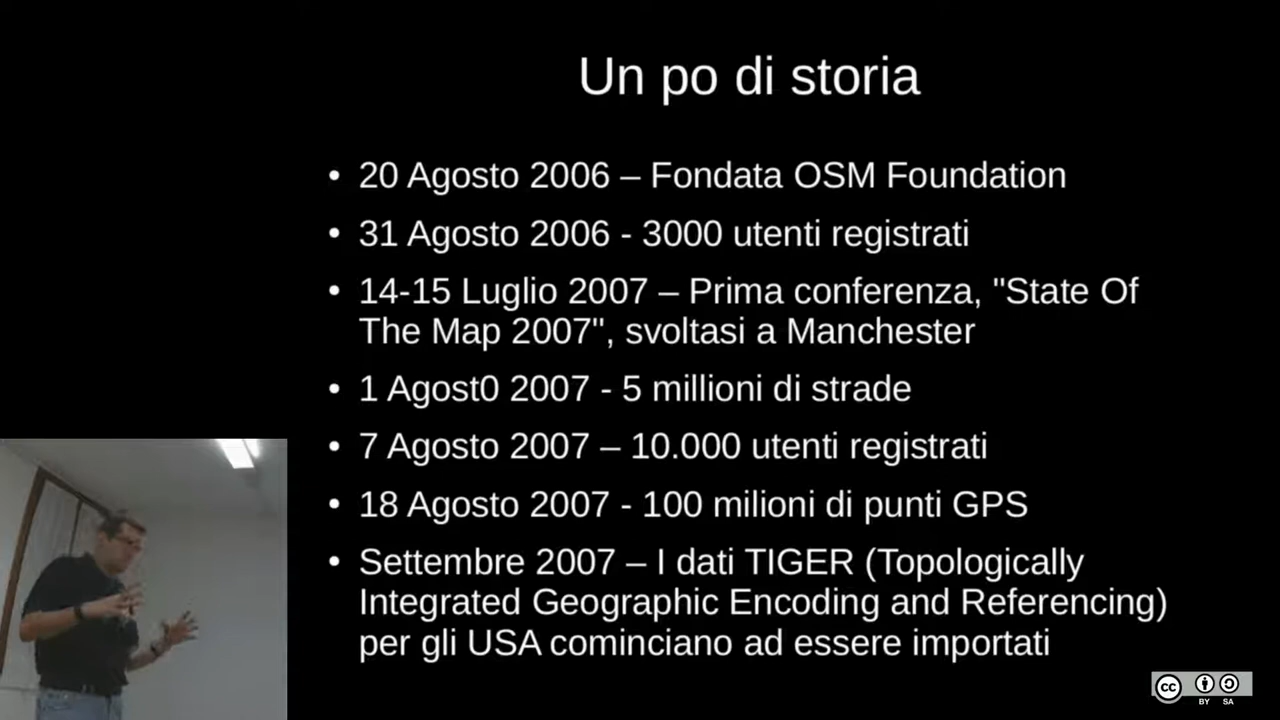 Un po di storia
• 20 Agosto 2006 – Fondata OSM Foundation
• 31 Agosto 2006 - 3000 utenti registrati
• 14-15 Luglio 2007 – Prima conferenza, "State Of
The Map 2007", svoltasi a Manchester
• 1 Agost0 2007 - 5 millioni di strade
• 7 Agosto 2007 – 10.000 utenti registrati
• 18 Agosto 2007 - 100 milioni di punti GPS
• Settembre 2007 – I dati TIGER (Topologically
Integrated Geographic Encoding and Referencing)
per gli USA cominciano ad essere importati
cc
BY SA